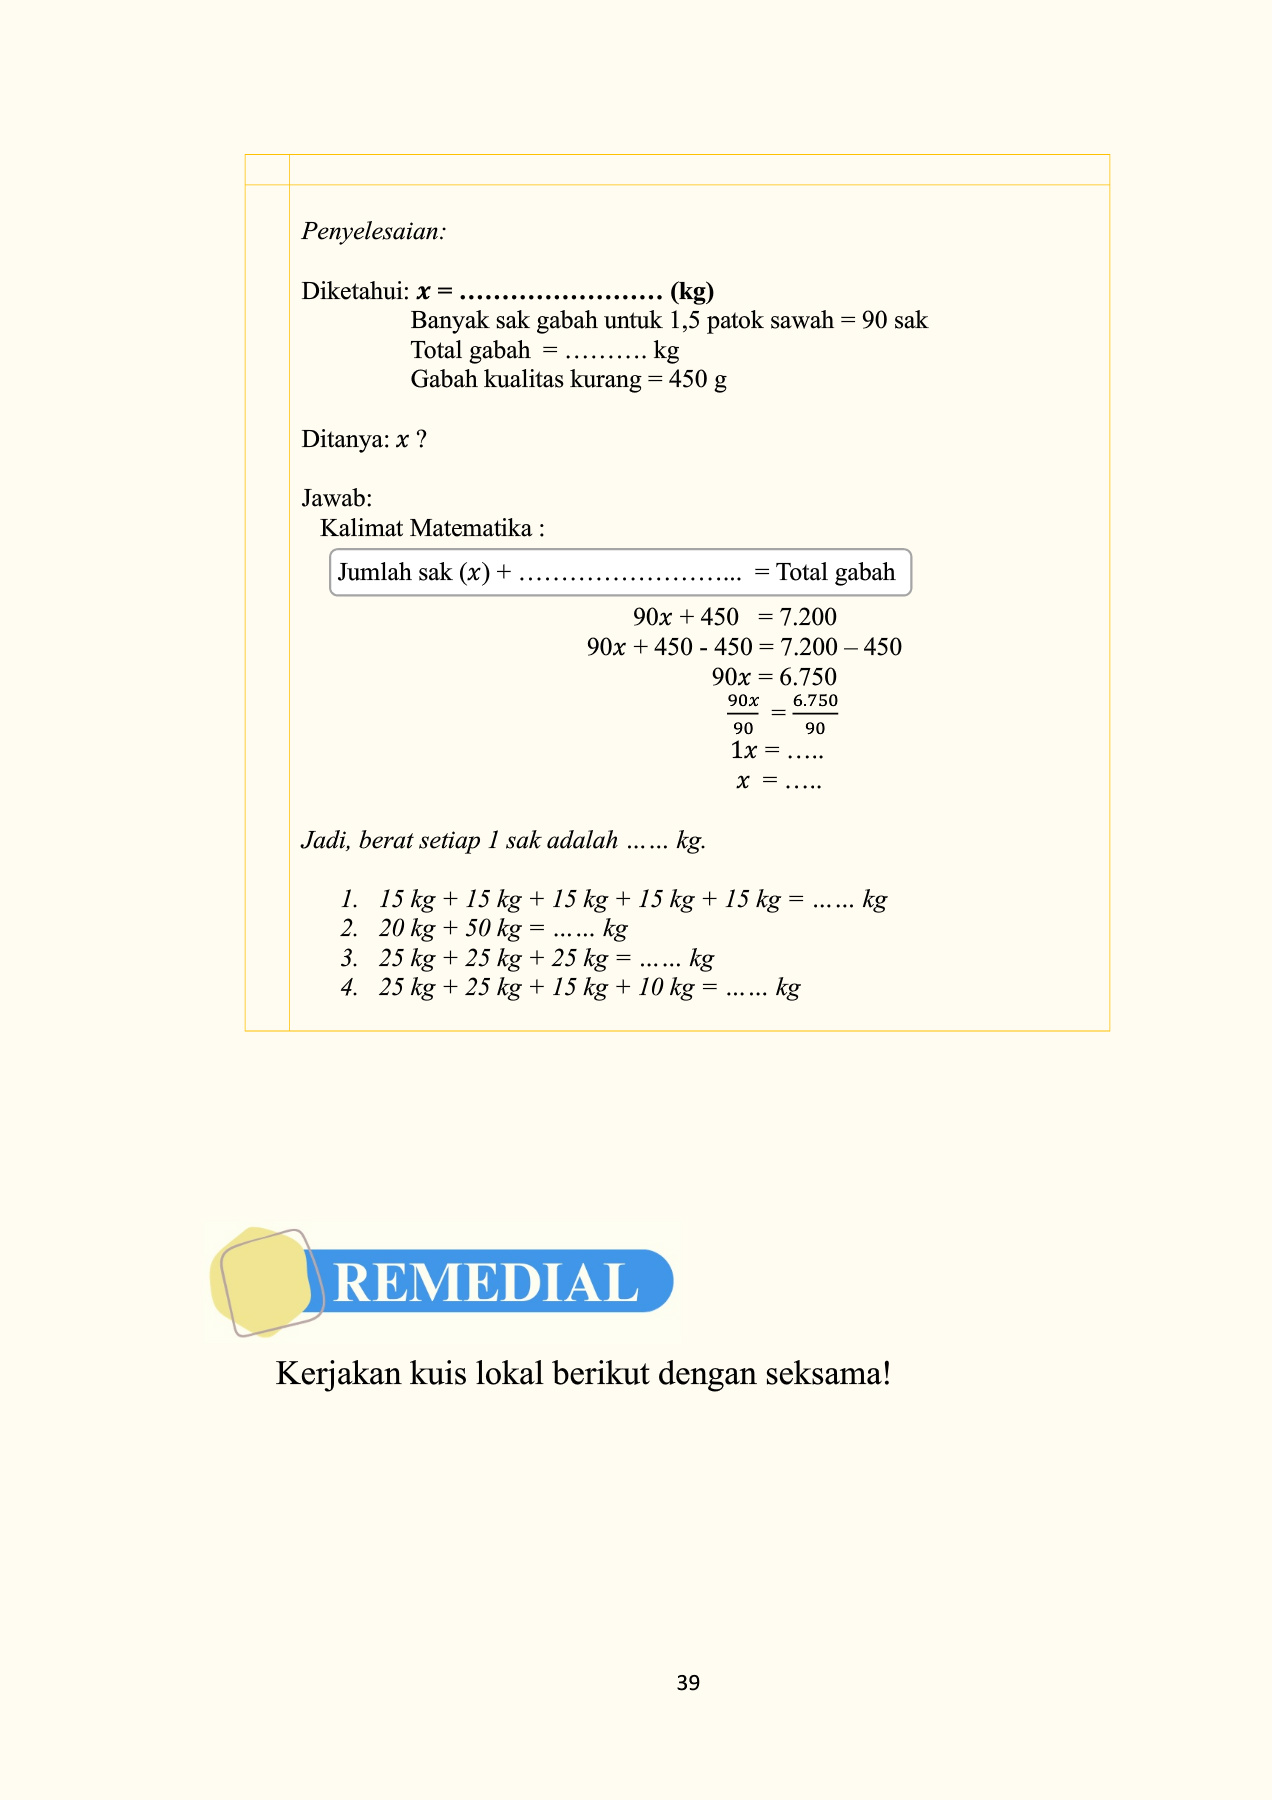 Penyelesaian:
Diketahui: x = …………………… (kg)
Banyak sak gabah untuk 1,5 patok sawah = 90 sak
Total gabah = ………. kg
Gabah kualitas kurang = 450 g
Ditanya: x ?
Jawab:
Kalimat Matematika :
Jumlah sak (x) + ……………………... = Total gabah
90x + 450 = 7.200
90x + 450 - 450 = 7.200 – 450
90x = 6.750
90x/90 = 6.750/90
1x = …..
x = …..
Jadi, berat setiap 1 sak adalah …… kg.
1. 15 kg + 15 kg + 15 kg + 15 kg + 15 kg = …… kg
2. 20 kg + 50 kg = …… kg
3. 25 kg + 25 kg + 25 kg = …… kg
4. 25 kg + 25 kg + 15 kg + 10 kg = …… kg
REMEDIAL
Kerjakan kuis lokal berikut dengan seksama!
39